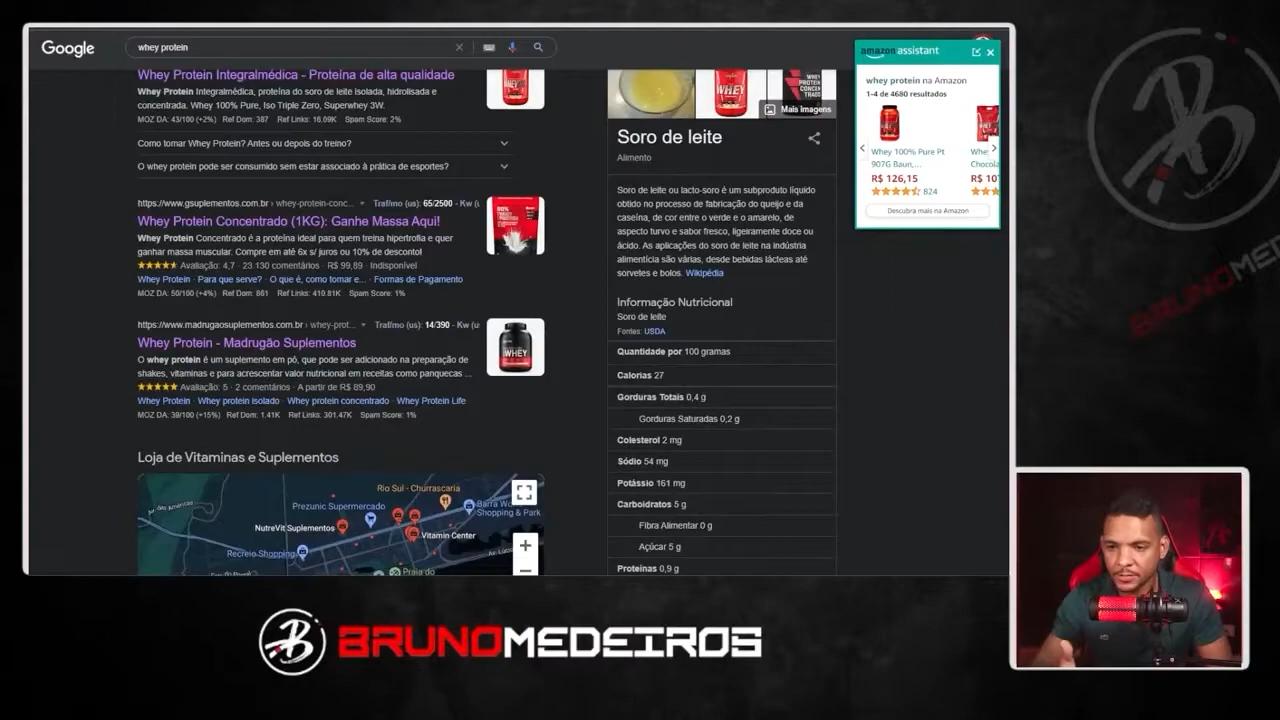 Google
whey protein
Whey Protein Integralmédica - Proteína de alta qualidade
Whey Protein Integralmédica, proteína do soro de leite isolada, hidrolisada e
concentrada. Whey 100% Pure, Iso Triple Zero, Superwhey 3W.
MOZ DA: 43/100 (+2%) Ref Dom: 387 Ref Links: 16.09K Spam Score: 2%
Como tomar Whey Protein? Antes ou depois do treino?
O whey protein pode ser consumido sem estar associado à prática de esportes?
https://www.gsuplementos.com.br › whey-protein-conc... Traf/mo (us): 65/2500 - Kw (u
Whey Protein Concentrado (1KG): Ganhe Massa Aqui!
Whey Protein Concentrado é a proteína ideal para quem treina hipertrofia e quer
ganhar massa muscular. Compre em até 6x s/ juros ou 10% de desconto!
Avaliação: 4,7 · 23.130 comentários · R$ 99,89 · Indisponível
Whey Protein · Para que serve? · O que é, como tomar e... · Formas de Pagamento
MOZ DA: 50/100 (+4%) Ref Dom: 861 Ref Links: 410.81K Spam Score: 1%
https://www.madrugaosuplementos.com.br › whey-prot... Traf/mo (us): 14/390 - Kw (us
Whey Protein - Madrugão Suplementos
O whey protein é um suplemento em pó, que pode ser adicionado na preparação de
shakes, vitaminas e para acrescentar valor nutricional em receitas como panquecas ...
Avaliação: 5 · 2 comentários · A partir de R$ 89,90
Whey Protein · Whey protein isolado · Whey protein concentrado · Whey Protein Life
MOZ DA: 39/100 (+15%) Ref Dom: 1.41K Ref Links: 301.47K Spam Score: 1%
Loja de Vitaminas e Suplementos
Rio Sul - Churrascaria
Prezunic Supermercado
Barra Wo
Shopping & Park
NutreVit Suplementos
Vitamin Center
Recreio Shopping
Praia do
WHEY
Mais imagens
Soro de leite
Alimento
Soro de leite ou lacto-soro é um subproduto líquido
obtido no processo de fabricação do queijo e da
caseína, de cor entre o verde e o amarelo, de
aspecto turvo e sabor fresco, ligeiramente doce ou
ácido. As aplicações do soro de leite na indústria
alimentícia são várias, desde bebidas lácteas até
sorvetes e bolos. Wikipédia
Informação Nutricional
Soro de leite
Fontes: USDA
Quantidade por 100 gramas
Calorias 27
Gorduras Totais 0,4 g
Gorduras Saturadas 0,2 g
Colesterol 2 mg
Sódio 54 mg
Potássio 161 mg
Carboidratos 5 g
Fibra Alimentar 0 g
Açúcar 5 g
Proteínas 0,9 g
amazon assistant
whey protein na Amazon
1-4 de 4680 resultados
Whey 100% Pure Pt
907G Baun,...
R$ 126,15
824
Whe
Chocola
R$ 107
Descubra mais na Amazon
BRUNOMEDEIROS